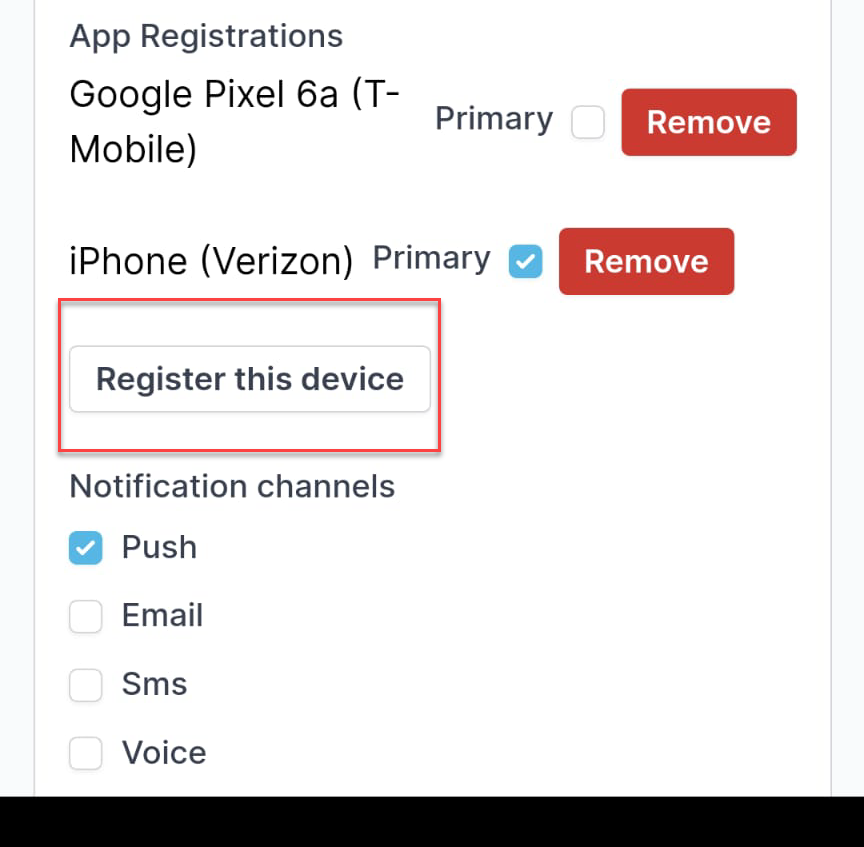 App Registrations
Google Pixel 6a (T-
Mobile)
Primary
Remove
iPhone (Verizon)
Primary
Remove
Register this device
Notification channels
Push
Email
Sms
Voice